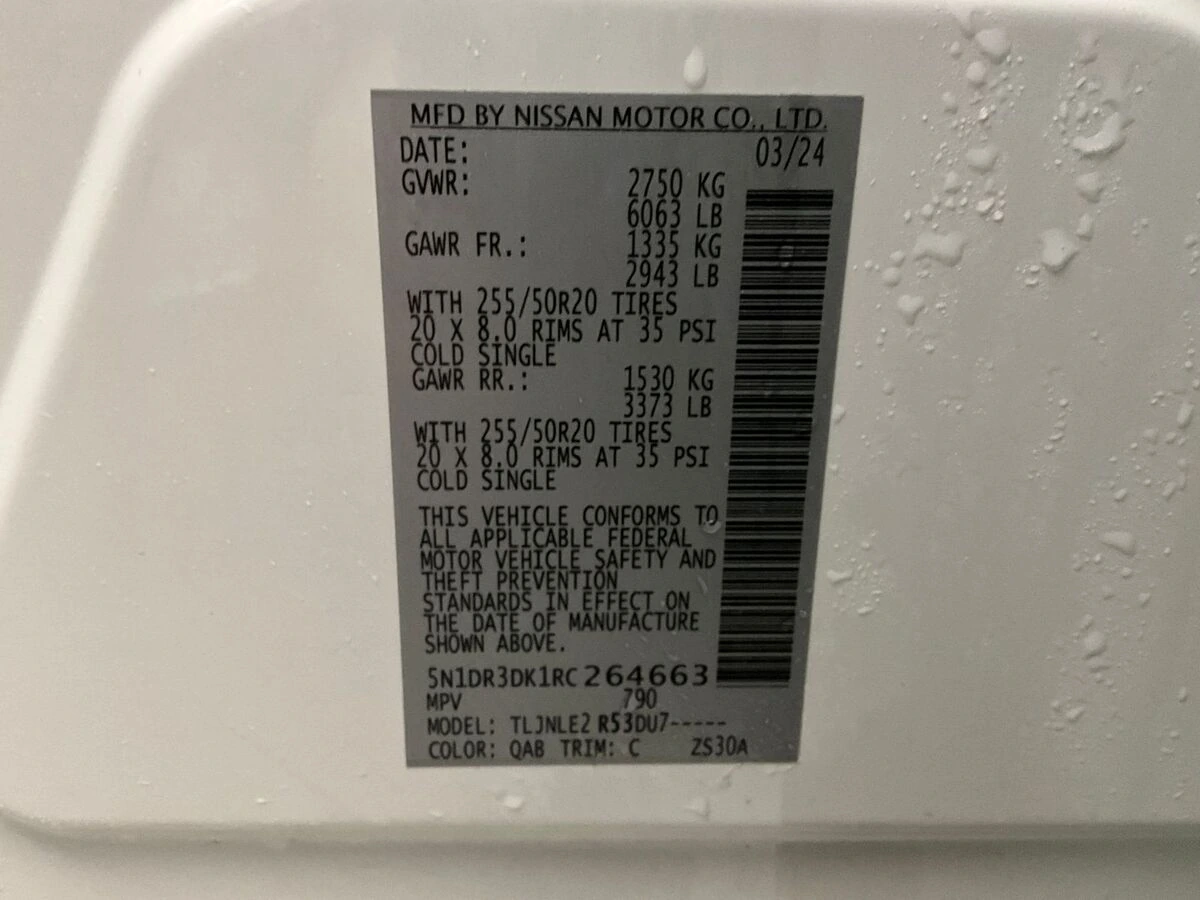 MFD BY NISSAN MOTOR CO., LTD.
DATE: 03/24
GVWR: 2750 KG
6063 LB
GAWR FR.: 1335 KG
2943 LB
WITH 255/50R20 TIRES
20 X 8.0 RIMS AT 35 PSI
COLD SINGLE
GAWR RR.: 1530 KG
3373 LB
WITH 255/50R20 TIRES
20 X 8.0 RIMS AT 35 PSI
COLD SINGLE
THIS VEHICLE CONFORMS TO
ALL APPLICABLE FEDERAL
MOTOR VEHICLE SAFETY AND
THEFT PREVENTION
STANDARDS IN EFFECT ON
THE DATE OF MANUFACTURE
SHOWN ABOVE.
5N1DR3DK1RC264663
MPV 790
MODEL: TLJNLE2 R53DU7-----
COLOR: QAB TRIM: C ZS30A